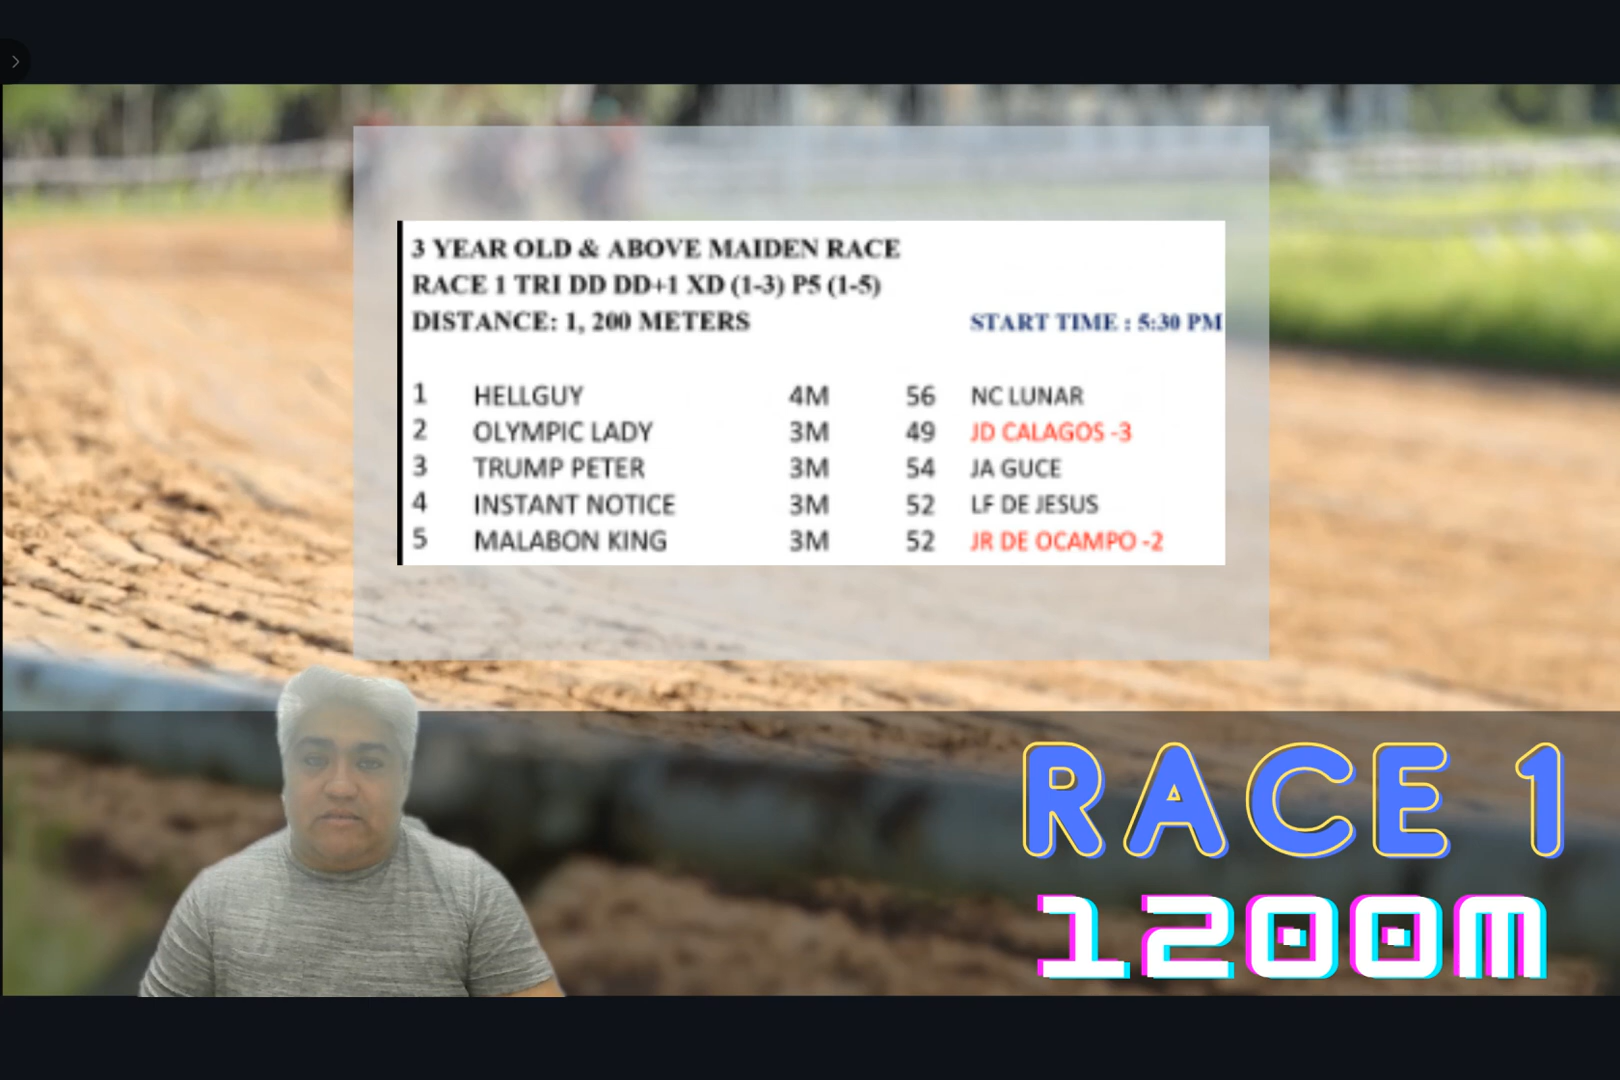 3 YEAR OLD & ABOVE MAIDEN RACE
RACE 1 TRI DD DD+1 XD (1-3) P5 (1-5)
DISTANCE: 1, 200 METERS START TIME : 5:30 PM
1 HELLGUY 4M 56 NC LUNAR
2 OLYMPIC LADY 3M 49 JD CALAGOS -3
3 TRUMP PETER 3M 54 JA GUCE
4 INSTANT NOTICE 3M 52 LF DE JESUS
5 MALABON KING 3M 52 JR DE OCAMPO -2
RACE 1
1200M